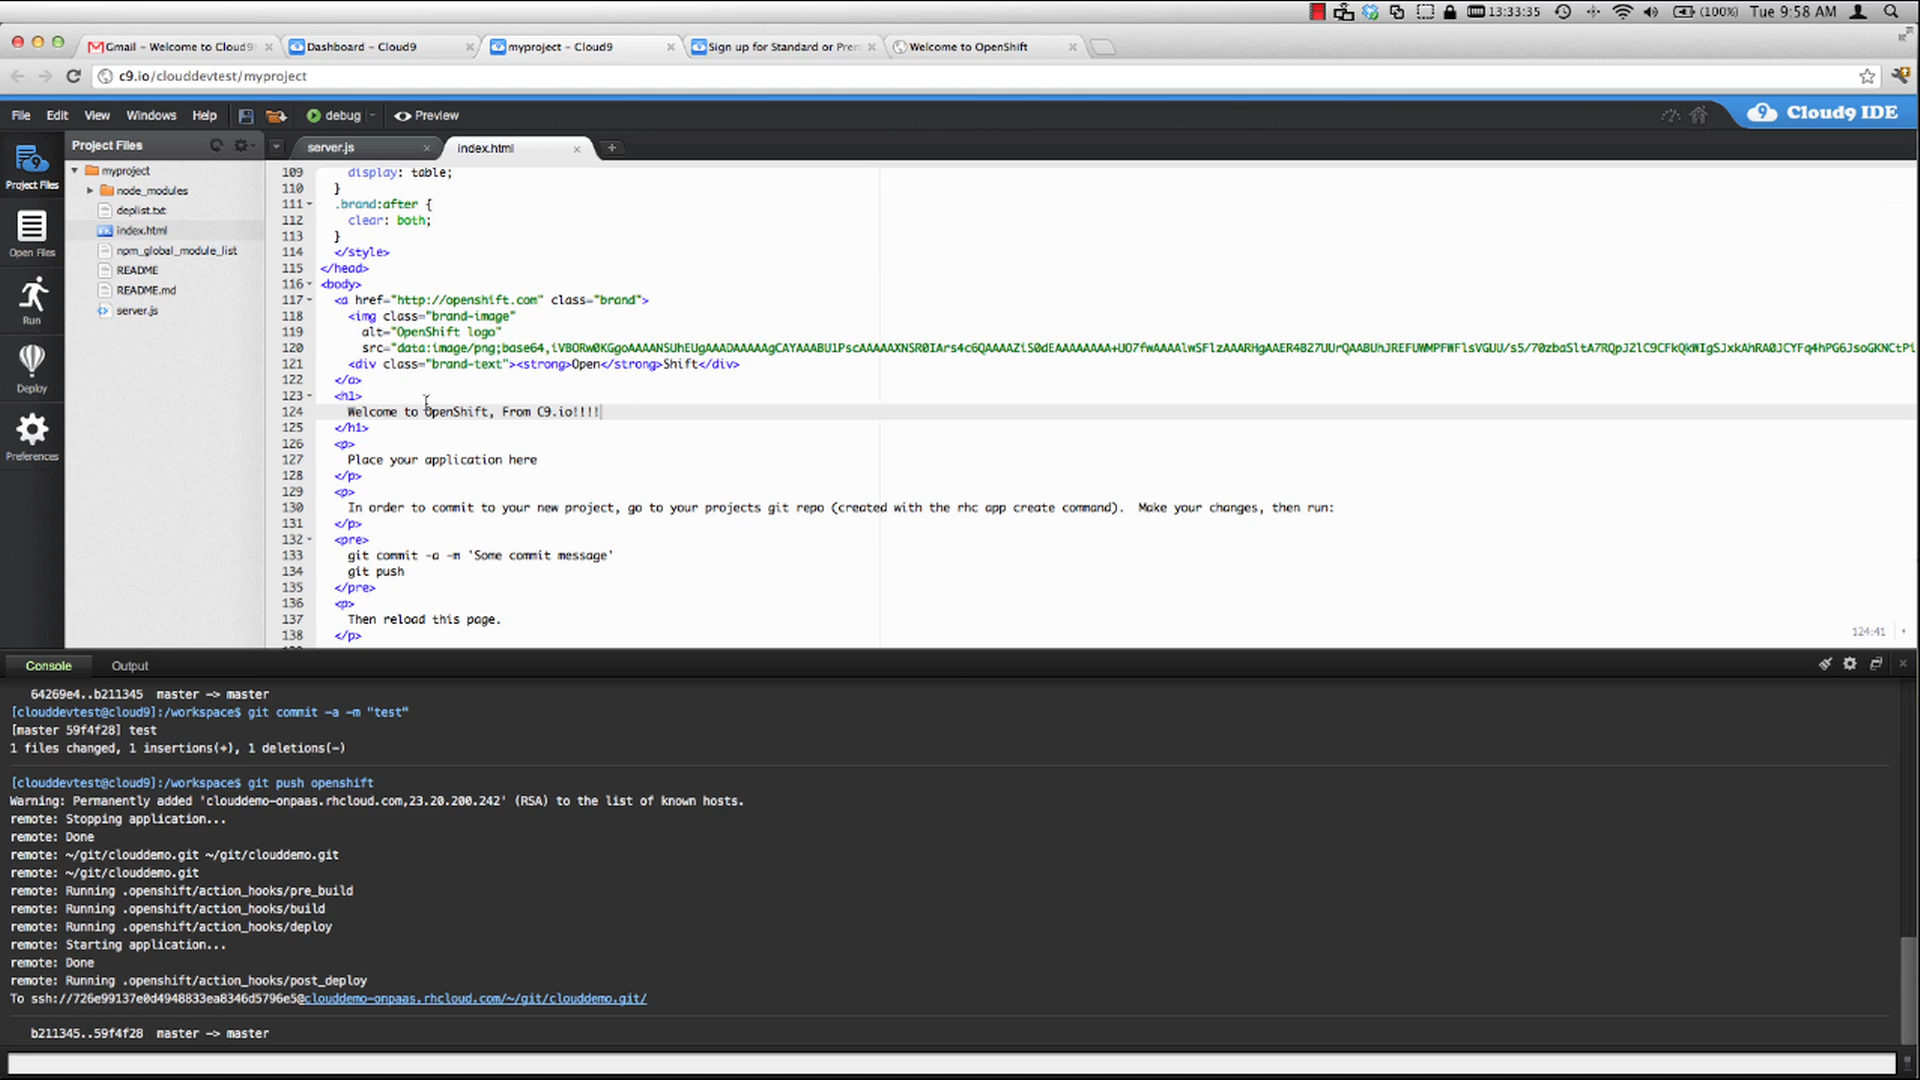 13:33:35 (100%) Tue 9:58 AM
Gmail – Welcome to Cloud9 Dashboard – Cloud9 myproject – Cloud9 Sign up for Standard or Prem Welcome to OpenShift
c9.io/clouddevtest/myproject
File Edit View Windows Help debug Preview Cloud9 IDE
Project Files
server.js index.html
Project Files
Open Files
Run
Deploy
Preferences
myproject
node_modules
deplist.txt
index.html
npm_global_module_list
README
README.md
server.js
109 display: table;
110 }
111 .brand:after {
112 clear: both;
113 }
114 </style>
115 </head>
116 <body>
117 <a href="http://openshift.com" class="brand">
118 <img class="brand-image"
119 alt="OpenShift logo"
120 src="data:image/png;base64,
121 <div class="brand-text"><strong>Open</strong>Shift</div>
122 </a>
123 <h1>
124 Welcome to OpenShift, From C9.io!!!!
125 </h1>
126 <p>
127 Place your application here
128 </p>
129 <p>
130 In order to commit to your new project, go to your projects git repo (created with the rhc app create command).  Make your changes, then run:
131 </p>
132 <pre>
133 git commit -a -m 'Some commit message'
134 git push
135 </pre>
136 <p>
137 Then reload this page.
138 </p>
124:41
Console Output
64269e4..b211345 master -> master
[clouddevtest@cloud9]:/workspace$ git commit -a -m "test"
[master 59f4f28] test
1 files changed, 1 insertions(+), 1 deletions(-)
[clouddevtest@cloud9]:/workspace$ git push openshift
Warning: Permanently added 'clouddemo-onpaas.rhcloud.com,23.20.200.242' (RSA) to the list of known hosts.
remote: Stopping application...
remote: Done
remote: ~/git/clouddemo.git ~/git/clouddemo.git
remote: ~/git/clouddemo.git
remote: Running .openshift/action_hooks/pre_build
remote: Running .openshift/action_hooks/build
remote: Running .openshift/action_hooks/deploy
remote: Starting application...
remote: Done
remote: Running .openshift/action_hooks/post_deploy
To ssh://726e99137e0d4948833ea8346d5796e5@clouddemo-onpaas.rhcloud.com/~/git/clouddemo.git/
b211345..59f4f28 master -> master